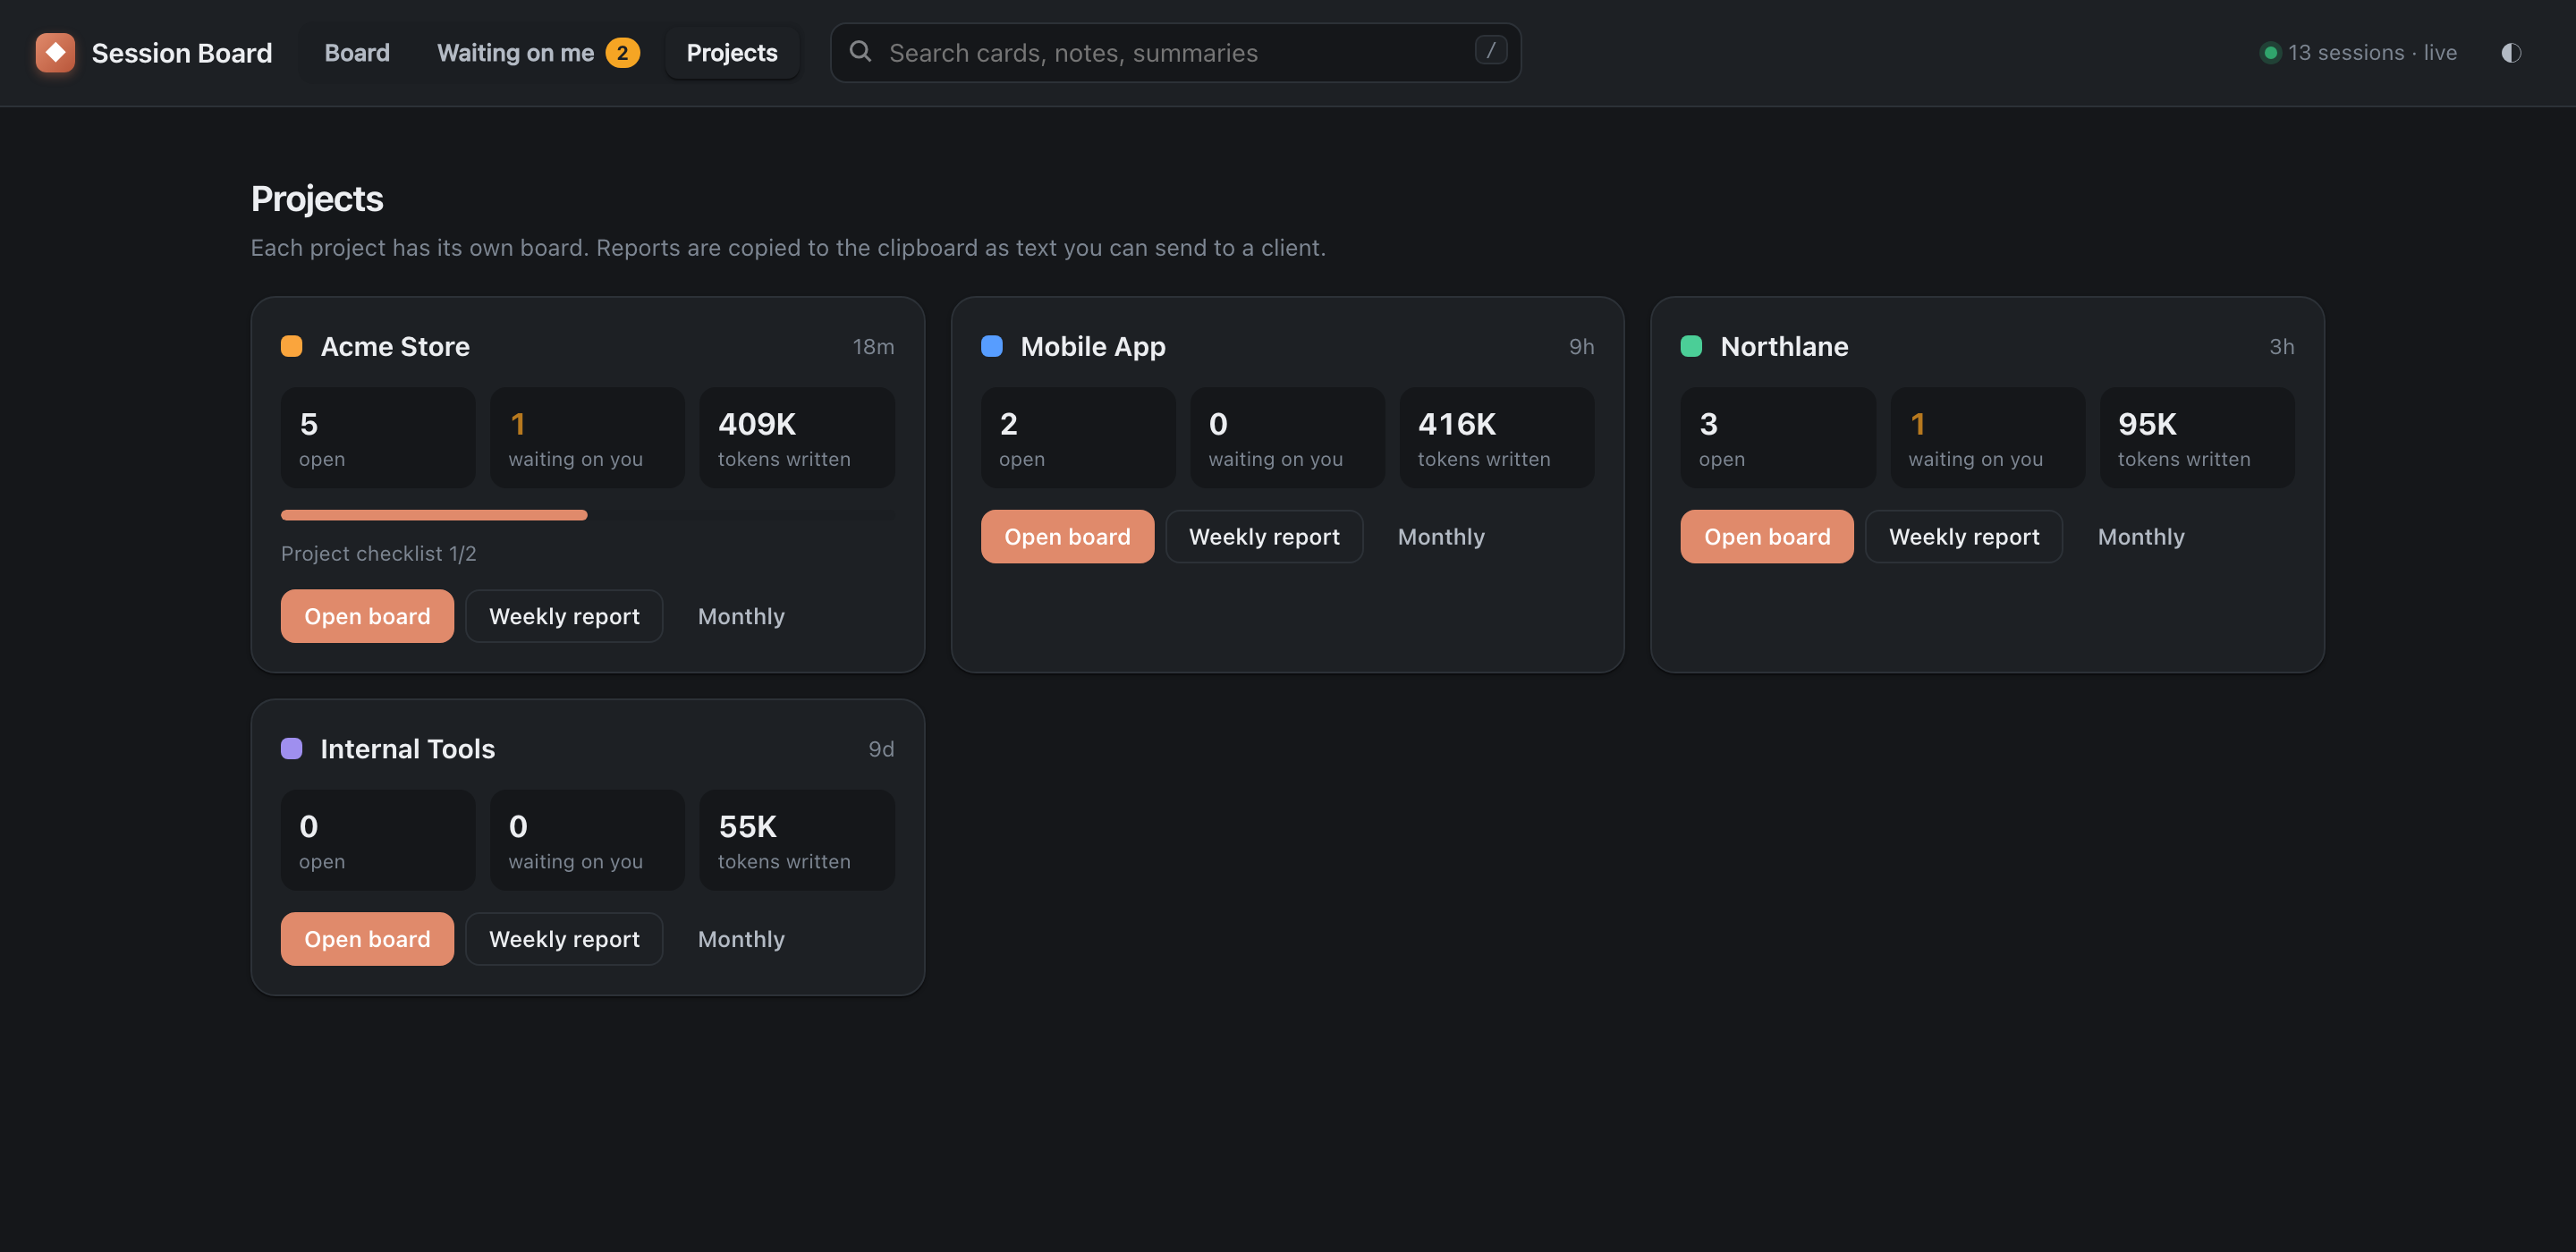 Session Board Board Waiting on me 2 Projects Search cards, notes, summaries / 13 sessions · live
Projects
Each project has its own board. Reports are copied to the clipboard as text you can send to a client.
Acme Store 18m
5 1 409K
open waiting on you tokens written
Project checklist 1/2
Open board Weekly report Monthly
Mobile App 9h
2 0 416K
open waiting on you tokens written
Open board Weekly report Monthly
Northlane 3h
3 1 95K
open waiting on you tokens written
Open board Weekly report Monthly
Internal Tools 9d
0 0 55K
open waiting on you tokens written
Open board Weekly report Monthly